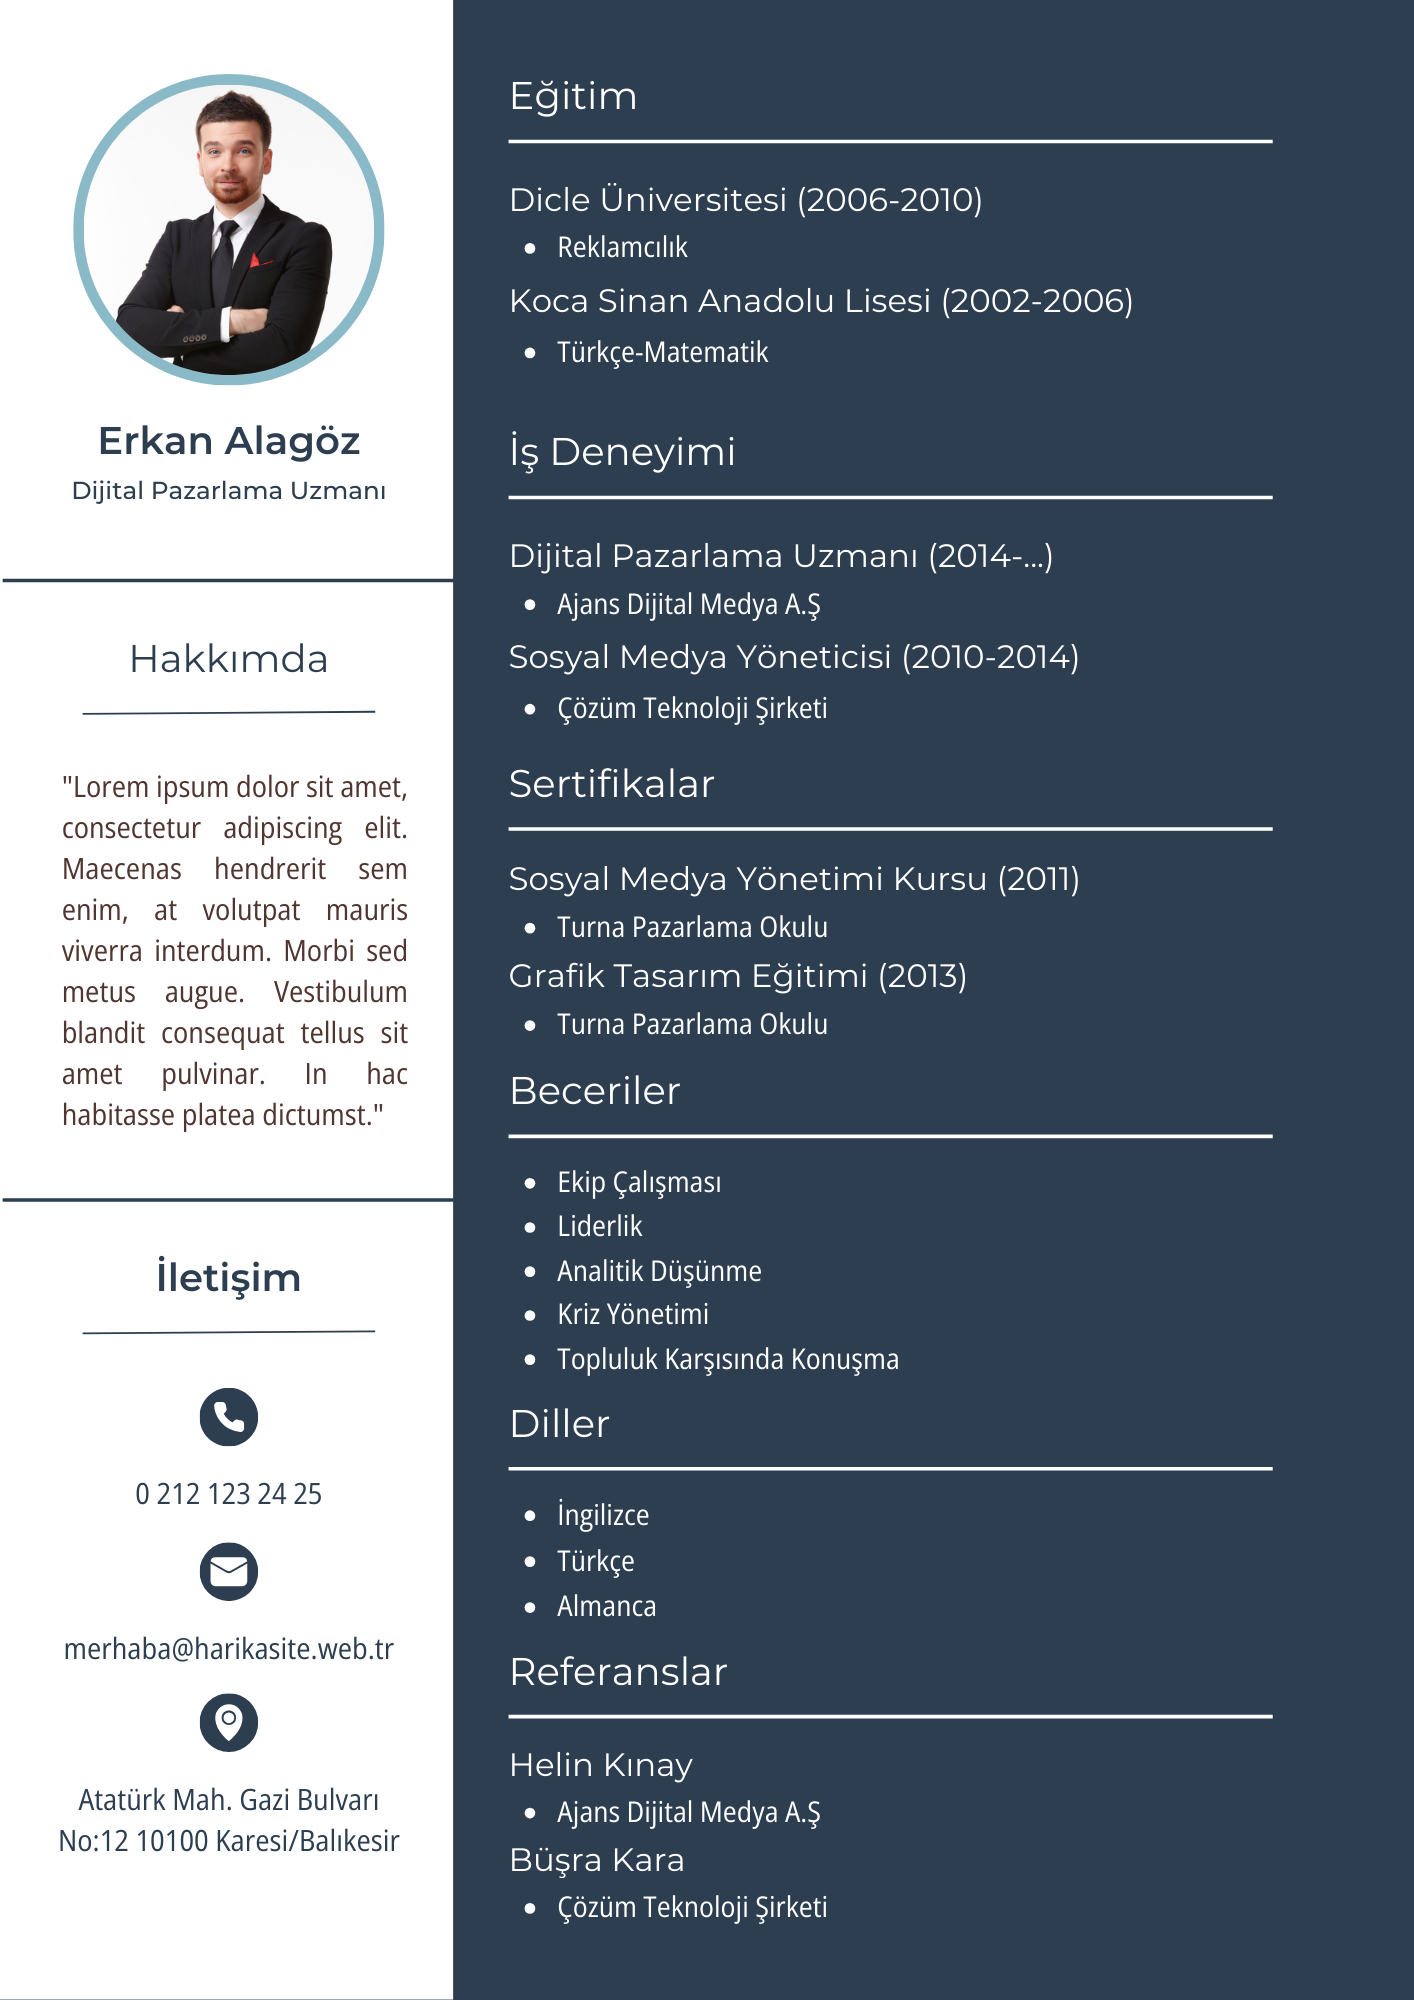 Erkan Alagöz
Dijital Pazarlama Uzmanı
Hakkımda
"Lorem ipsum dolor sit amet,
consectetur adipiscing elit.
Maecenas hendrerit sem
enim, at volutpat mauris
viverra interdum. Morbi sed
metus augue. Vestibulum
blandit consequat tellus sit
amet pulvinar. In hac
habitasse platea dictumst."
İletişim
0 212 123 24 25
merhaba@harikasite.web.tr
Atatürk Mah. Gazi Bulvarı
No:12 10100 Karesi/Balıkesir
Eğitim
Dicle Üniversitesi (2006-2010)
• Reklamcılık
Koca Sinan Anadolu Lisesi (2002-2006)
• Türkçe-Matematik
İş Deneyimi
Dijital Pazarlama Uzmanı (2014-...)
• Ajans Dijital Medya A.Ş
Sosyal Medya Yöneticisi (2010-2014)
• Çözüm Teknoloji Şirketi
Sertifikalar
Sosyal Medya Yönetimi Kursu (2011)
• Turna Pazarlama Okulu
Grafik Tasarım Eğitimi (2013)
• Turna Pazarlama Okulu
Beceriler
• Ekip Çalışması
• Liderlik
• Analitik Düşünme
• Kriz Yönetimi
• Topluluk Karşısında Konuşma
Diller
• İngilizce
• Türkçe
• Almanca
Referanslar
Helin Kınay
• Ajans Dijital Medya A.Ş
Büşra Kara
• Çözüm Teknoloji Şirketi